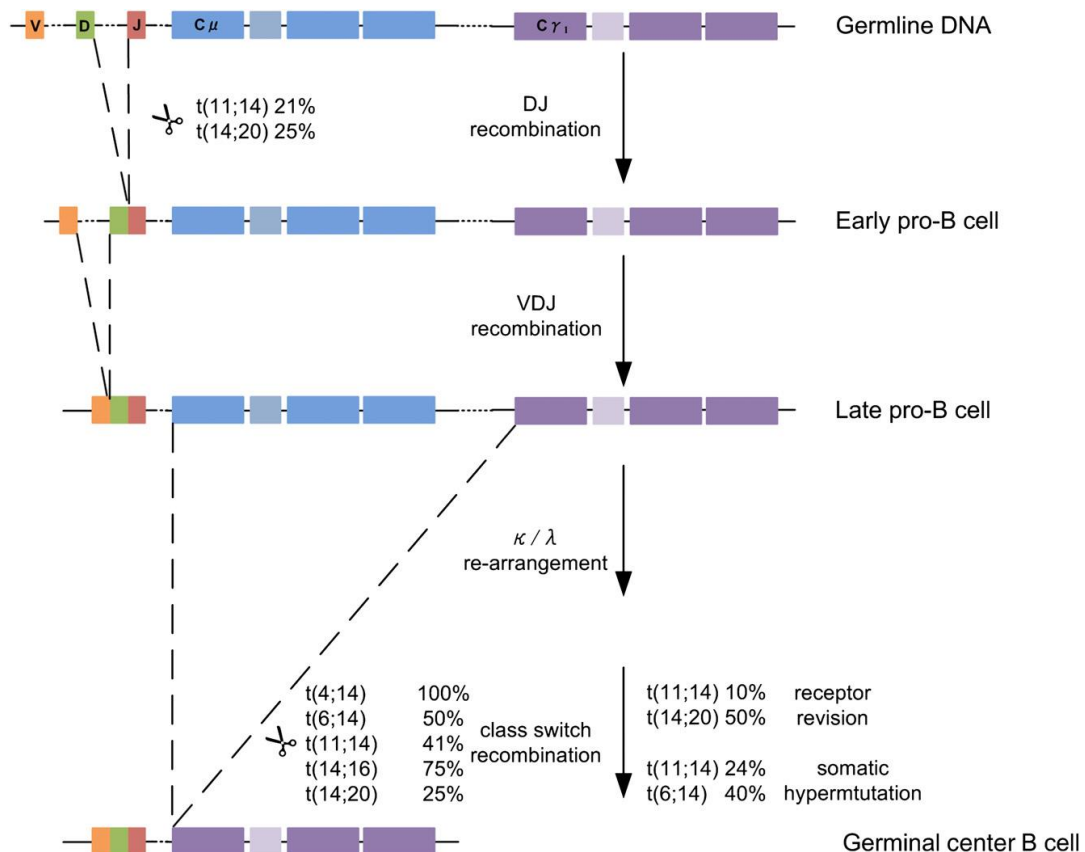 V D J Cμ Cγ₁ Germline DNA
t(11;14) 21%
t(14;20) 25%
DJ
recombination
Early pro-B cell
VDJ
recombination
Late pro-B cell
κ / λ
re-arrangement
t(4;14) 100%
t(6;14) 50%
t(11;14) 41%
t(14;16) 75%
t(14;20) 25%
class switch
recombination
t(11;14) 10% receptor
t(14;20) 50% revision
t(11;14) 24% somatic
t(6;14) 40% hypermtutation
Germinal center B cell